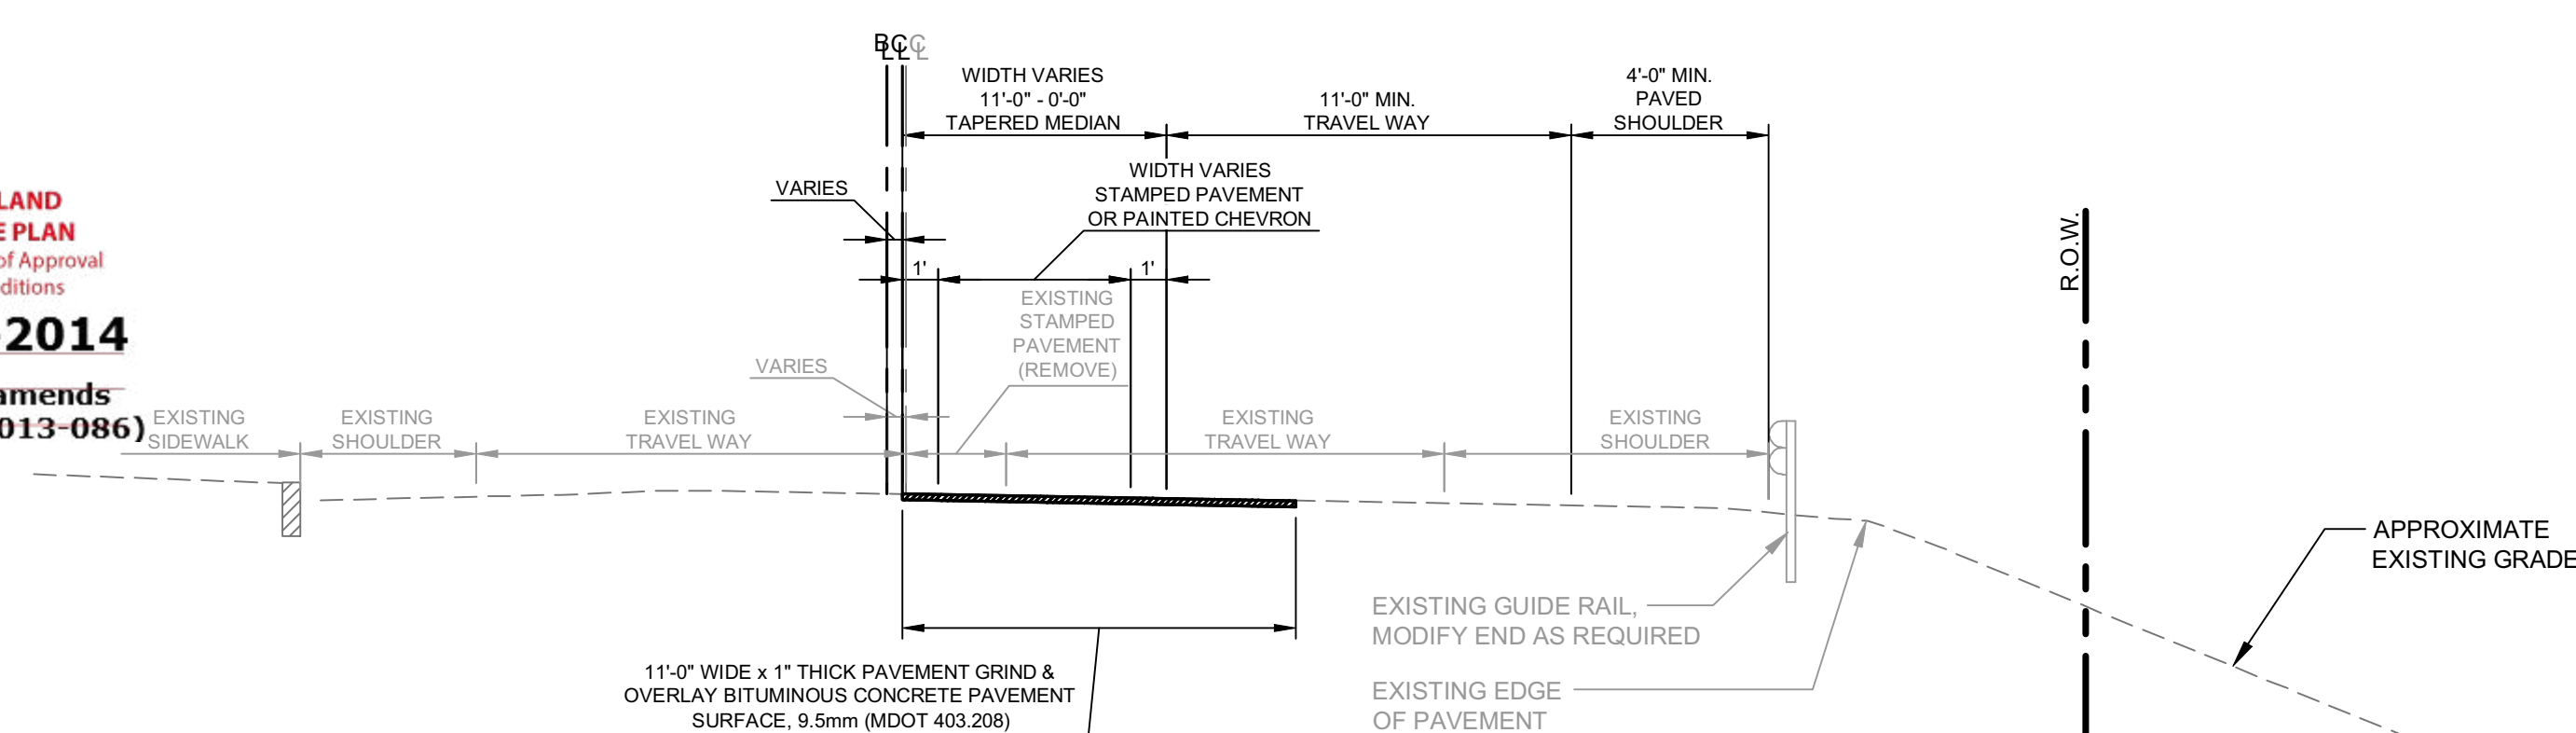 BL CL CL
WIDTH VARIES
11'-0" - 0'-0"
TAPERED MEDIAN
11'-0" MIN.
TRAVEL WAY
4'-0" MIN.
PAVED
SHOULDER
VARIES
WIDTH VARIES
STAMPED PAVEMENT
OR PAINTED CHEVRON
1'
1'
R.O.W.
LAND
E PLAN
of Approval
ditions
-2014
amends
013-086)
EXISTING
STAMPED
PAVEMENT
(REMOVE)
VARIES
EXISTING
SIDEWALK
EXISTING
SHOULDER
EXISTING
TRAVEL WAY
EXISTING
TRAVEL WAY
EXISTING
SHOULDER
APPROXIMATE
EXISTING GRADE
EXISTING GUIDE RAIL,
MODIFY END AS REQUIRED
EXISTING EDGE
OF PAVEMENT
11'-0" WIDE x 1" THICK PAVEMENT GRIND &
OVERLAY BITUMINOUS CONCRETE PAVEMENT
SURFACE, 9.5mm (MDOT 403.208)